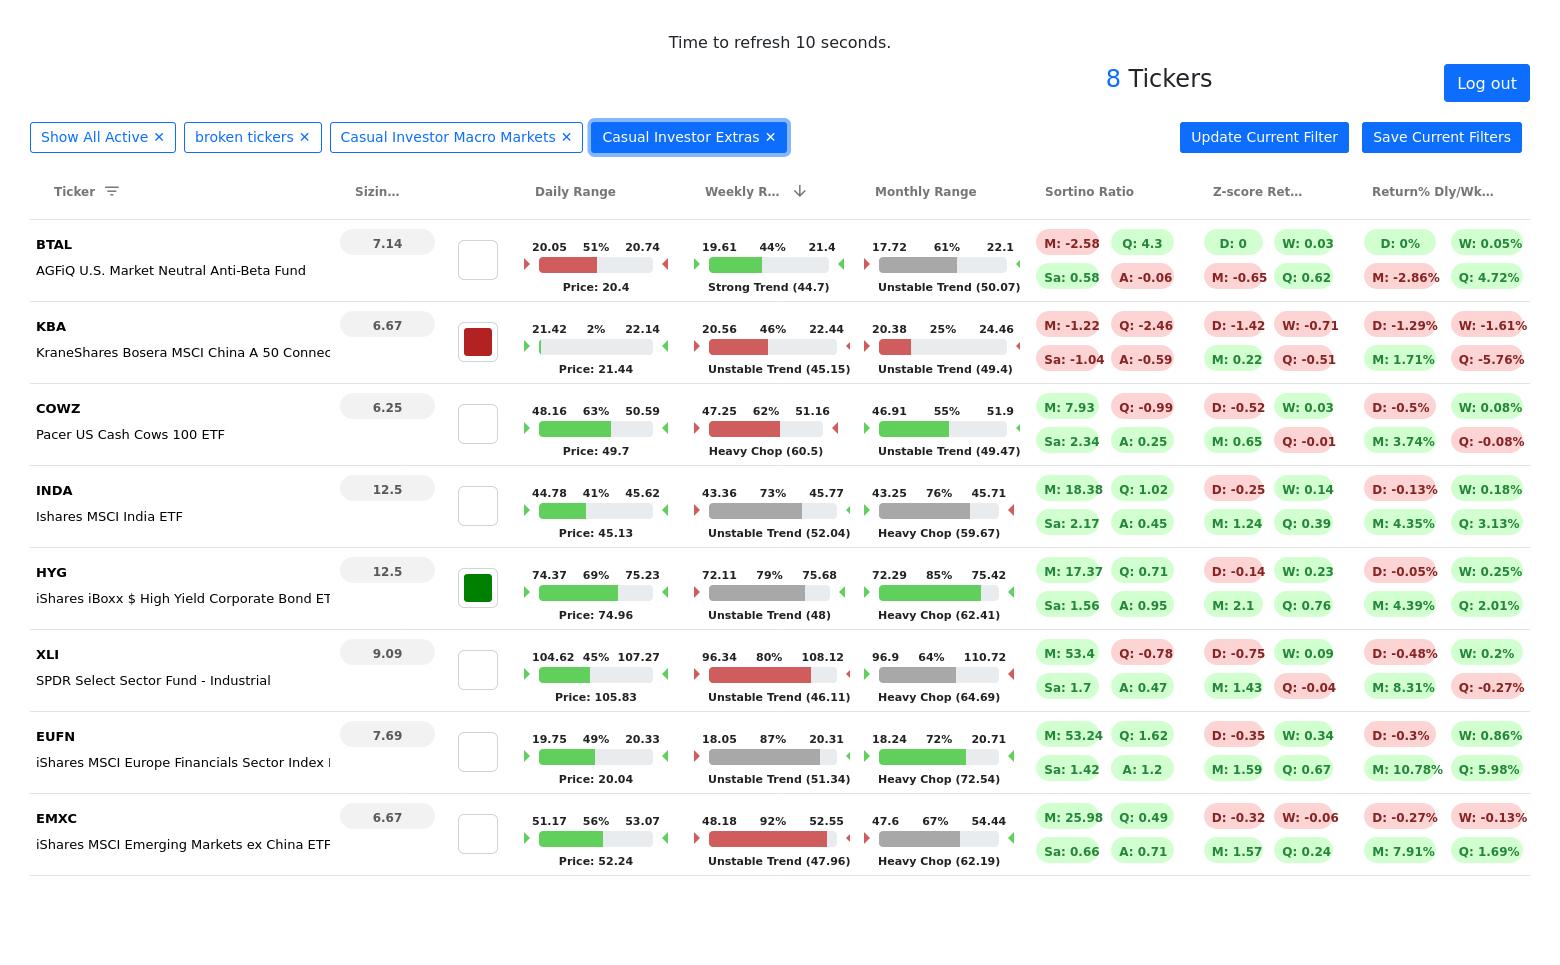 Time to refresh 10 seconds.
8 Tickers
Log out
Show All Active ✕ broken tickers ✕ Casual Investor Macro Markets ✕ Casual Investor Extras ✕ Update Current Filter Save Current Filters
Ticker Sizin… Daily Range Weekly R… Monthly Range Sortino Ratio Z-score Ret… Return% Dly/Wk…
BTAL 7.14 20.05 51% 20.74 19.61 44% 21.4 17.72 61% 22.1 M: -2.58 Q: 4.3 D: 0 W: 0.03 D: 0% W: 0.05%
AGFiQ U.S. Market Neutral Anti-Beta Fund Sa: 0.58 A: -0.06 M: -0.65 Q: 0.62 M: -2.86% Q: 4.72%
Price: 20.4 Strong Trend (44.7) Unstable Trend (50.07)
KBA 6.67 21.42 2% 22.14 20.56 46% 22.44 20.38 25% 24.46 M: -1.22 Q: -2.46 D: -1.42 W: -0.71 D: -1.29% W: -1.61%
KraneShares Bosera MSCI China A 50 Connec Sa: -1.04 A: -0.59 M: 0.22 Q: -0.51 M: 1.71% Q: -5.76%
Price: 21.44 Unstable Trend (45.15) Unstable Trend (49.4)
COWZ 6.25 48.16 63% 50.59 47.25 62% 51.16 46.91 55% 51.9 M: 7.93 Q: -0.99 D: -0.52 W: 0.03 D: -0.5% W: 0.08%
Pacer US Cash Cows 100 ETF Sa: 2.34 A: 0.25 M: 0.65 Q: -0.01 M: 3.74% Q: -0.08%
Price: 49.7 Heavy Chop (60.5) Unstable Trend (49.47)
INDA 12.5 44.78 41% 45.62 43.36 73% 45.77 43.25 76% 45.71 M: 18.38 Q: 1.02 D: -0.25 W: 0.14 D: -0.13% W: 0.18%
Ishares MSCI India ETF Sa: 2.17 A: 0.45 M: 1.24 Q: 0.39 M: 4.35% Q: 3.13%
Price: 45.13 Unstable Trend (52.04) Heavy Chop (59.67)
HYG 12.5 74.37 69% 75.23 72.11 79% 75.68 72.29 85% 75.42 M: 17.37 Q: 0.71 D: -0.14 W: 0.23 D: -0.05% W: 0.25%
iShares iBoxx $ High Yield Corporate Bond ET Sa: 1.56 A: 0.95 M: 2.1 Q: 0.76 M: 4.39% Q: 2.01%
Price: 74.96 Unstable Trend (48) Heavy Chop (62.41)
XLI 9.09 104.62 45% 107.27 96.34 80% 108.12 96.9 64% 110.72 M: 53.4 Q: -0.78 D: -0.75 W: 0.09 D: -0.48% W: 0.2%
SPDR Select Sector Fund - Industrial Sa: 1.7 A: 0.47 M: 1.43 Q: -0.04 M: 8.31% Q: -0.27%
Price: 105.83 Unstable Trend (46.11) Heavy Chop (64.69)
EUFN 7.69 19.75 49% 20.33 18.05 87% 20.31 18.24 72% 20.71 M: 53.24 Q: 1.62 D: -0.35 W: 0.34 D: -0.3% W: 0.86%
iShares MSCI Europe Financials Sector Index Sa: 1.42 A: 1.2 M: 1.59 Q: 0.67 M: 10.78% Q: 5.98%
Price: 20.04 Unstable Trend (51.34) Heavy Chop (72.54)
EMXC 6.67 51.17 56% 53.07 48.18 92% 52.55 47.6 67% 54.44 M: 25.98 Q: 0.49 D: -0.32 W: -0.06 D: -0.27% W: -0.13%
iShares MSCI Emerging Markets ex China ETF Sa: 0.66 A: 0.71 M: 1.57 Q: 0.24 M: 7.91% Q: 1.69%
Price: 52.24 Unstable Trend (47.96) Heavy Chop (62.19)